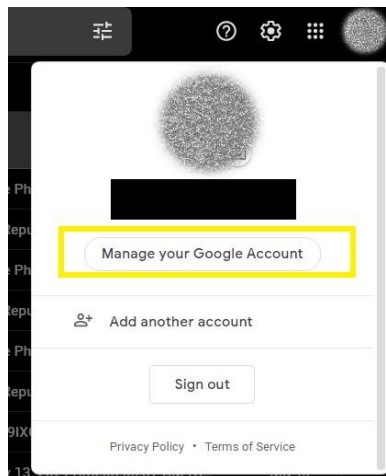 Manage your Google Account
Add another account
Sign out
Privacy Policy • Terms of Service